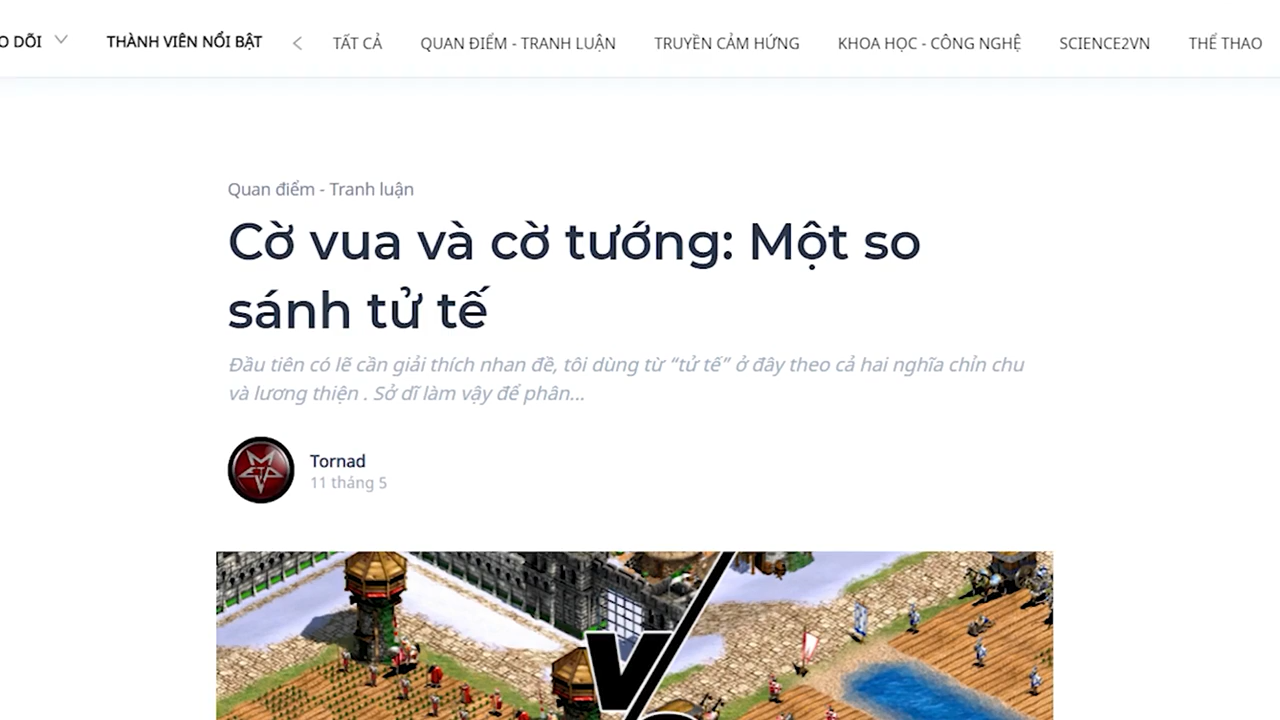 O DÕI THÀNH VIÊN NỔI BẬT TẤT CẢ QUAN ĐIỂM - TRANH LUẬN TRUYỀN CẢM HỨNG KHOA HỌC - CÔNG NGHỆ SCIENCE2VN THỂ THAO
Quan điểm - Tranh luận
Cờ vua và cờ tướng: Một so
sánh tử tế
Đầu tiên có lẽ cần giải thích nhan đề, tôi dùng từ “tử tế” ở đây theo cả hai nghĩa chỉn chu
và lương thiện . Sở dĩ làm vậy để phân...
Tornad
11 tháng 5
V